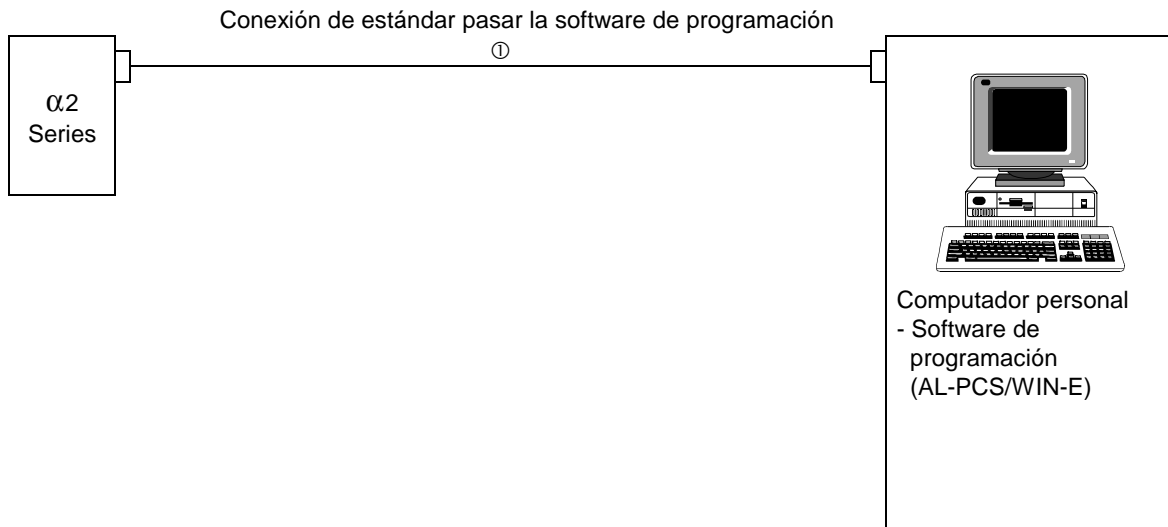 Conexión de estándar pasar la software de programación
①
α2
Series
Computador personal
- Software de
programación
(AL-PCS/WIN-E)